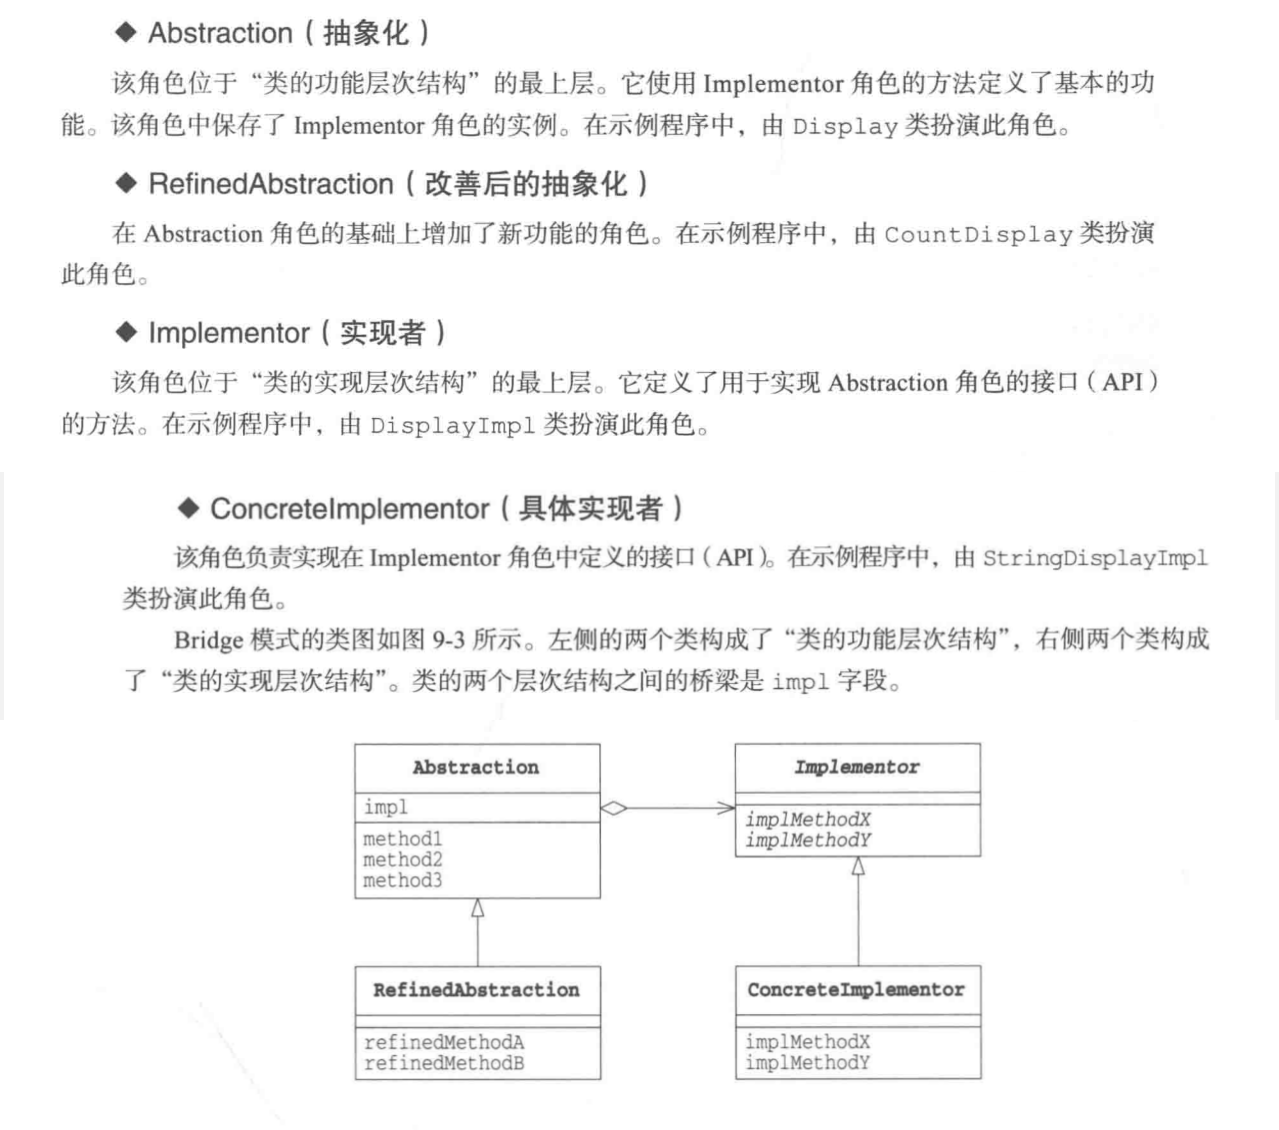 ◆ Abstraction（抽象化）
该角色位于“类的功能层次结构”的最上层。它使用 Implementor 角色的方法定义了基本的功
能。该角色中保存了 Implementor 角色的实例。在示例程序中，由 Display 类扮演此角色。
◆ RefinedAbstraction（改善后的抽象化）
在 Abstraction 角色的基础上增加了新功能的角色。在示例程序中，由 CountDisplay 类扮演
此角色。
◆ Implementor（实现者）
该角色位于“类的实现层次结构”的最上层。它定义了用于实现 Abstraction 角色的接口（API）
的方法。在示例程序中，由 DisplayImpl 类扮演此角色。
◆ ConcreteImplementor（具体实现者）
该角色负责实现在 Implementor 角色中定义的接口（API）。在示例程序中，由 StringDisplayImpl
类扮演此角色。
Bridge 模式的类图如图 9-3 所示。左侧的两个类构成了“类的功能层次结构”，右侧两个类构成
了“类的实现层次结构”。类的两个层次结构之间的桥梁是 impl 字段。
Abstraction
impl
method1
method2
method3
Implementor
implMethodX
implMethodY
RefinedAbstraction
refinedMethodA
refinedMethodB
ConcreteImplementor
implMethodX
implMethodY